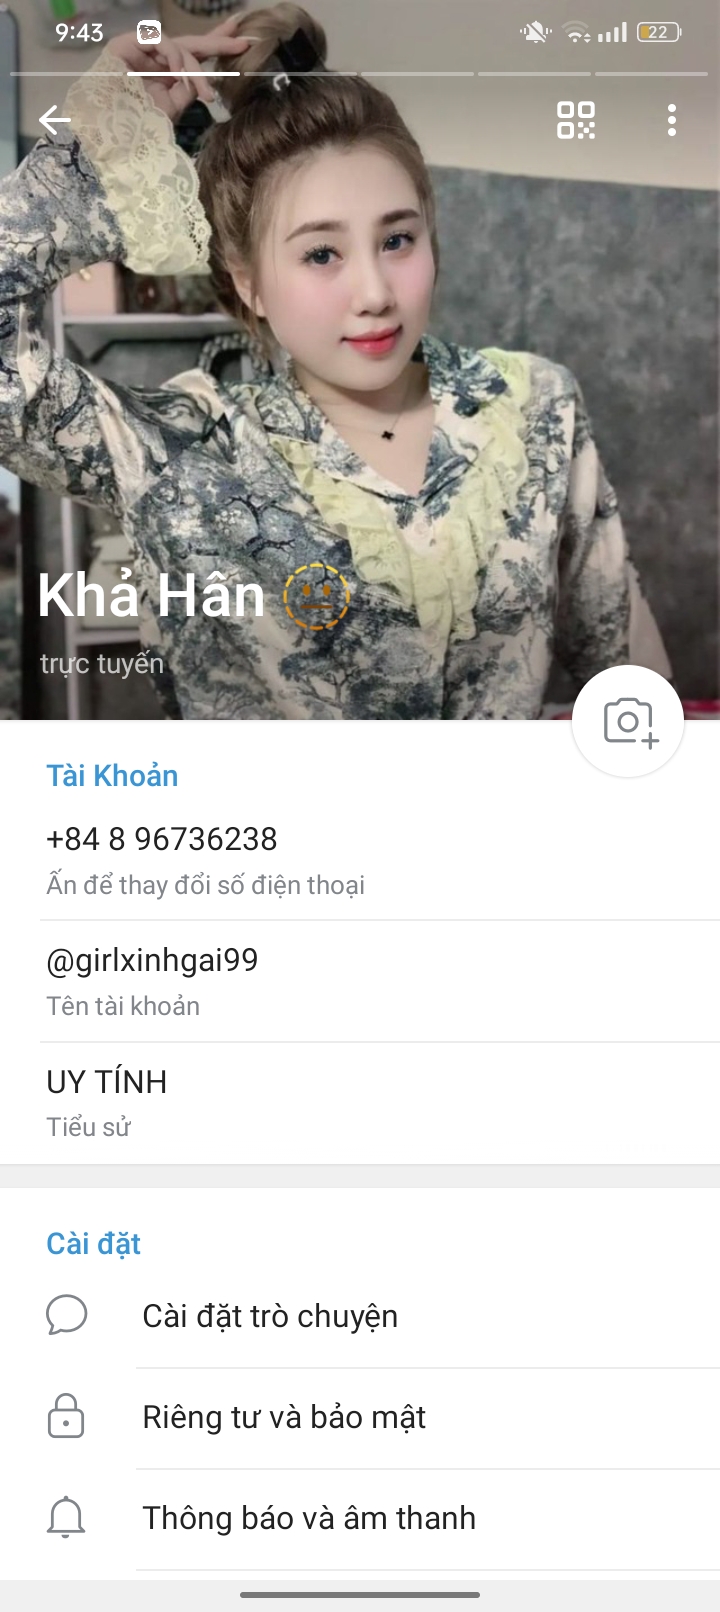 9:43
22
Khả Hân
trực tuyến
Tài Khoản
+84 8 96736238
Ấn để thay đổi số điện thoại
@girlxinhgai99
Tên tài khoản
UY TÍNH
Tiểu sử
Cài đặt
Cài đặt trò chuyện
Riêng tư và bảo mật
Thông báo và âm thanh